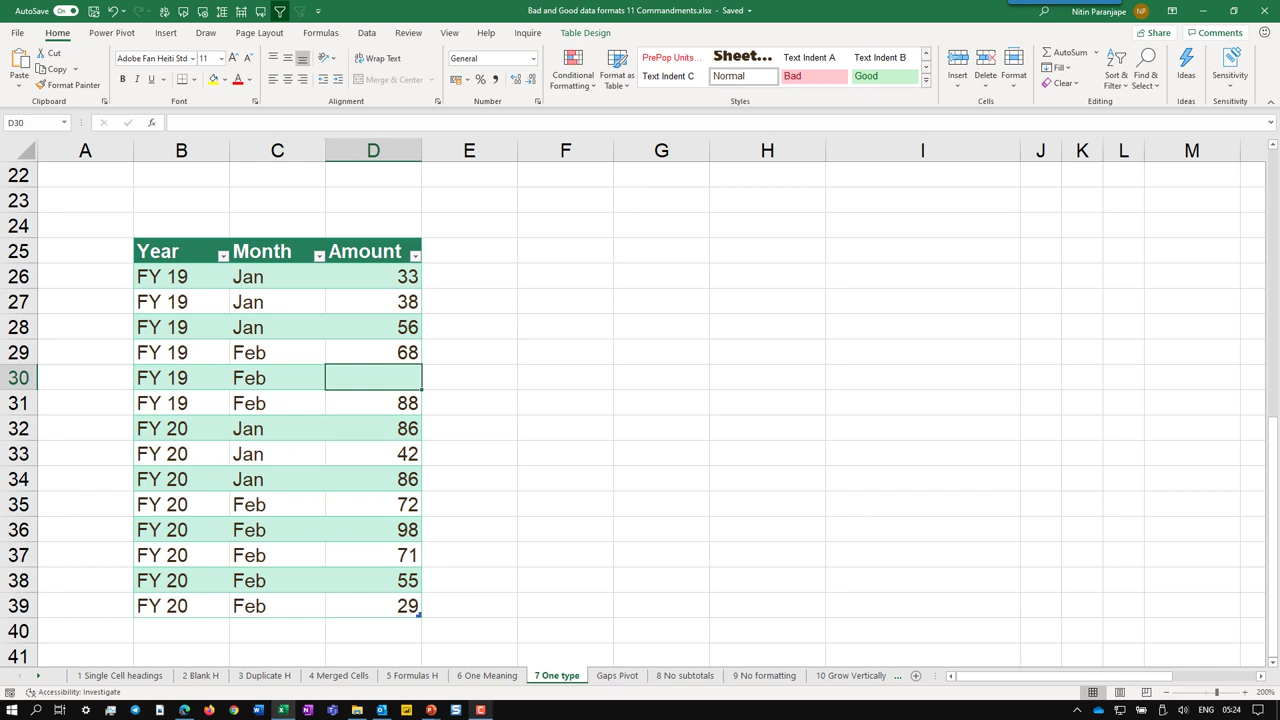 AutoSave On
Bad and Good data formats 11 Commandments.xlsx - Saved
Nitin Paranjape NP
File Home Power Pivot Insert Draw Page Layout Formulas Data Review View Help Inquire Table Design Share Comments
Paste Cut Copy Format Painter Clipboard
Adobe Fan Heiti Std 11 A A B I U A Font
ab Wrap Text Merge & Center Alignment
General % , Number
Conditional Formatting Format as Table
PrePop Units... Sheet... Text Indent A Text Indent B
Text Indent C Normal Bad Good
Styles
Insert Delete Format Cells
AutoSum Fill Clear Sort & Filter Find & Select Editing
Ideas Ideas
Sensitivity Sensitivity
D30 fx
A B C D E F G H I J K L M
22
23
24
25 Year Month Amount
26 FY 19 Jan 33
27 FY 19 Jan 38
28 FY 19 Jan 56
29 FY 19 Feb 68
30 FY 19 Feb
31 FY 19 Feb 88
32 FY 20 Jan 86
33 FY 20 Jan 42
34 FY 20 Jan 86
35 FY 20 Feb 72
36 FY 20 Feb 98
37 FY 20 Feb 71
38 FY 20 Feb 55
39 FY 20 Feb 29
40
41
1 Single Cell headings 2 Blank H 3 Duplicate H 4 Merged Cells 5 Formulas H 6 One Meaning 7 One type Gaps Pivot 8 No subtotals 9 No formatting 10 Grow Vertically ...
Accessibility: Investigate 200%
ENG 05:24